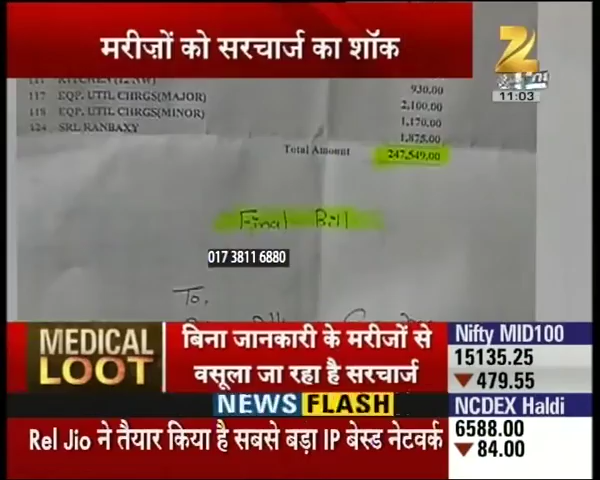 मरीज़ों को सरचार्ज का शॉक
Z
11:03
930.00
117 EQP. UTIL CHRGS(MAJOR) 2,100.00
118 EQP. UTIL CHRGS(MINOR) 1,170.00
124 SRL RANBAXY 1,875.00
Total Amount 247,549.00
Final Bill
017 3811 6880
To,
MEDICAL
LOOT
बिना जानकारी के मरीजों से
वसूला जा रहा है सरचार्ज
Nifty MID100
15135.25
479.55
NEWS FLASH
NCDEX Haldi
6588.00
84.00
Rel Jio ने तैयार किया है सबसे बड़ा IP बेस्ड नेटवर्क